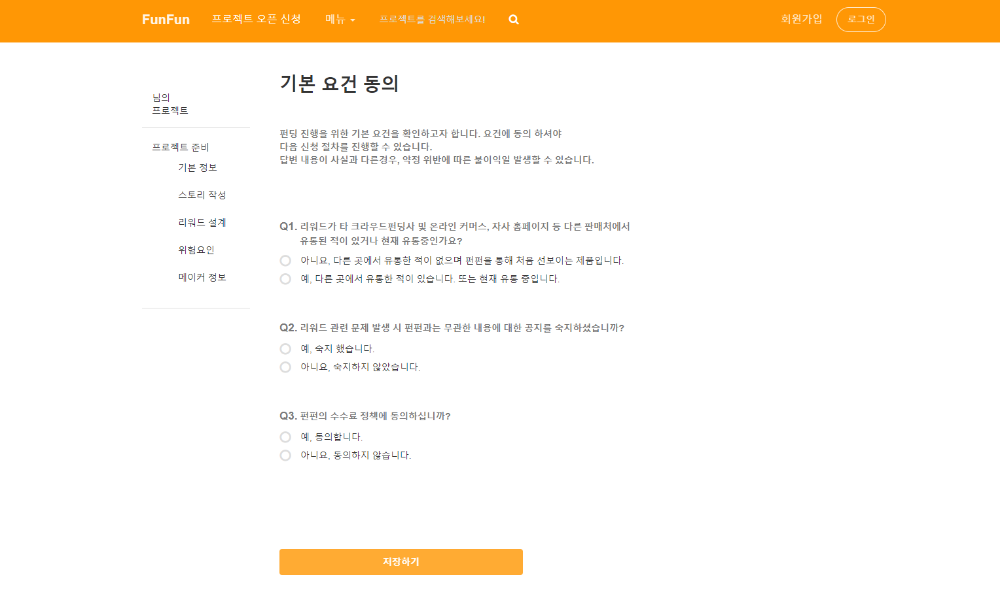 FunFun 프로젝트 오픈 신청 메뉴 프로젝트를 검색해보세요! 회원가입 로그인
님의
프로젝트
프로젝트 준비
기본 정보
스토리 작성
리워드 설계
위험요인
메이커 정보
기본 요건 동의
펀딩 진행을 위한 기본 요건을 확인하고자 합니다. 요건에 동의 하셔야
다음 신청 절차를 진행할 수 있습니다.
답변 내용이 사실과 다른경우, 약정 위반에 따른 불이익일 발생할 수 있습니다.
Q1. 리워드가 타 크라우드펀딩사 및 온라인 커머스, 자사 홈페이지 등 다른 판매처에서
유통된 적이 있거나 현재 유통중인가요?
아니요, 다른 곳에서 유통한 적이 없으며 펀펀을 통해 처음 선보이는 제품입니다.
예, 다른 곳에서 유통한 적이 있습니다. 또는 현재 유통 중입니다.
Q2. 리워드 관련 문제 발생 시 펀펀과는 무관한 내용에 대한 공지를 숙지하셨습니까?
예, 숙지 했습니다.
아니요, 숙지하지 않았습니다.
Q3. 펀펀의 수수료 정책에 동의하십니까?
예, 동의합니다.
아니요, 동의하지 않습니다.
저장하기